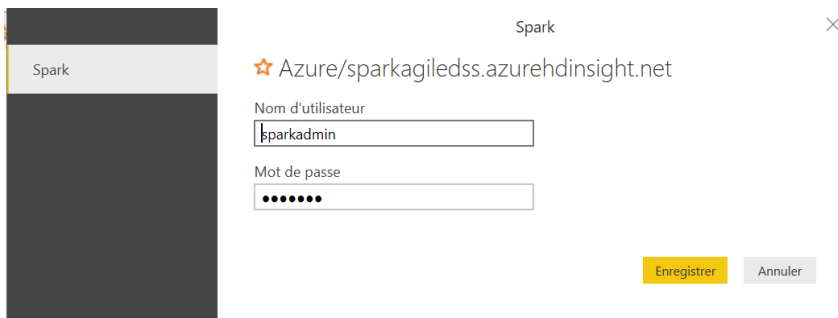 Spark
Spark
Azure/sparkagiledss.azurehdinsight.net
Nom d'utilisateur
sparkadmin
Mot de passe
•••••••
Enregistrer
Annuler